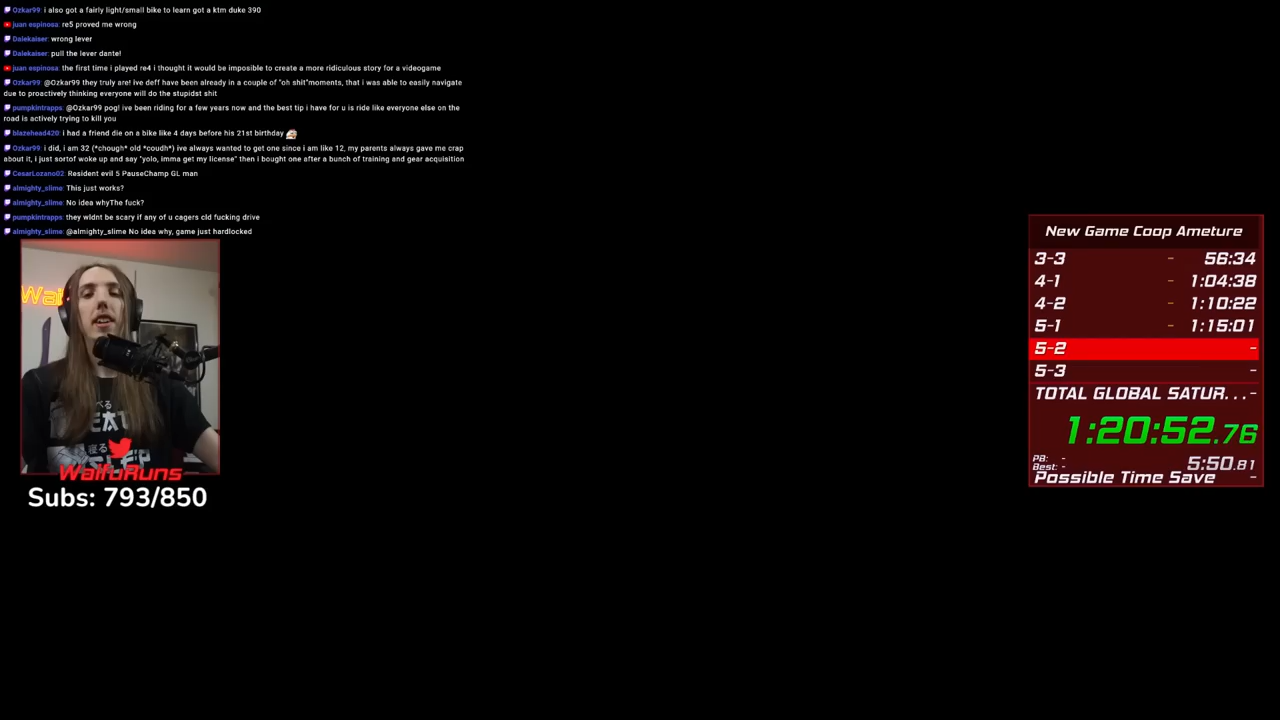 Ozkar99: i also got a fairly light/small bike to learn got a ktm duke 390
juan espinosa: re5 proved me wrong
Dalekaiser: wrong lever
Dalekaiser: pull the lever dante!
juan espinosa: the first time i played re4 i thought it would be imposible to create a more ridiculous story for a videogame
Ozkar99: @Ozkar99 they truly are! ive deff have been already in a couple of "oh shit"moments, that i was able to easily navigate
due to proactively thinking everyone will do the stupidst shit
pumpkintrapps: @Ozkar99 pog! ive been riding for a few years now and the best tip i have for u is ride like everyone else on the
road is actively trying to kill you
blazehead420: i had a friend die on a bike like 4 days before his 21st birthday
Ozkar99: i did, i am 32 (*chough* old *coudh*) ive always wanted to get one since i am like 12, my parents always gave me crap
about it, i just sortof woke up and say "yolo, imma get my license" then i bought one after a bunch of training and gear acquisition
CesarLozano02: Resident evil 5 PauseChamp GL man
almighty_slime: This just works?
almighty_slime: No idea whyThe fuck?
pumpkintrapps: they wldnt be scary if any of u cagers cld fucking drive
almighty_slime: @almighty_slime No idea why, game just hardlocked
Wai
WaifuRuns
Subs: 793/850
New Game Coop Ameture
3-3 - 56:34
4-1 - 1:04:38
4-2 - 1:10:22
5-1 - 1:15:01
5-2 -
5-3 -
TOTAL GLOBAL SATUR... -
1:20:52.76
PB: -
Best: - 5:50.81
Possible Time Save -